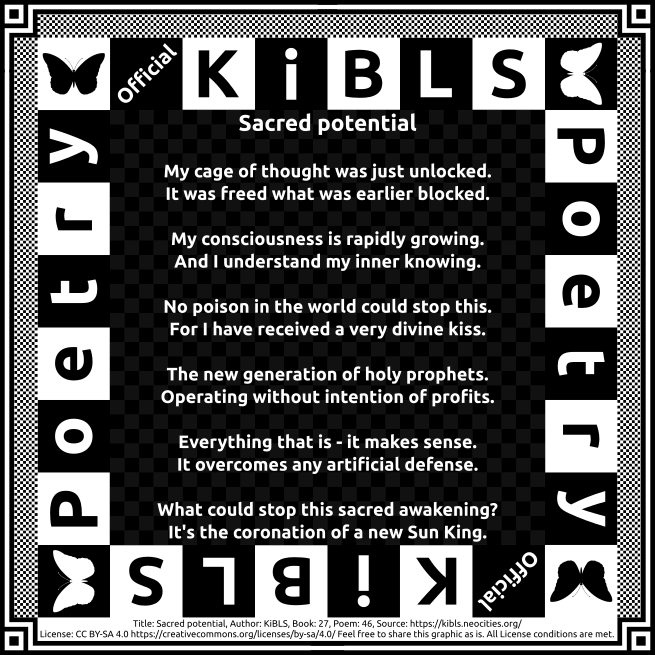 Official KiBLS
Poetry
Poetry
Sacred potential
My cage of thought was just unlocked.
It was freed what was earlier blocked.
My consciousness is rapidly growing.
And I understand my inner knowing.
No poison in the world could stop this.
For I have received a very divine kiss.
The new generation of holy prophets.
Operating without intention of profits.
Everything that is - it makes sense.
It overcomes any artificial defense.
What could stop this sacred awakening?
It's the coronation of a new Sun King.
Official KiBLS
Title: Sacred potential, Author: KiBLS, Book: 27, Poem: 46, Source: https://kibls.neocities.org/
License: CC BY-SA 4.0 https://creativecommons.org/licenses/by-sa/4.0/ Feel free to share this graphic as is. All License conditions are met.